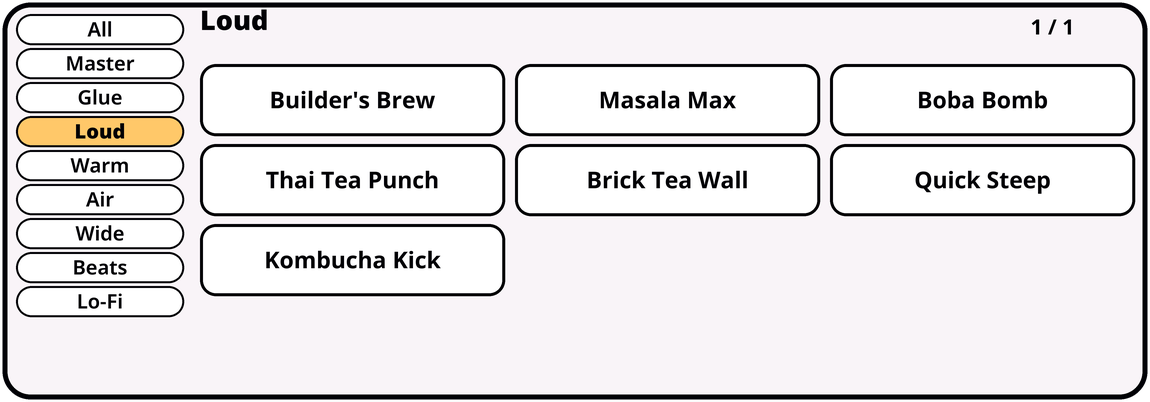 All
Master
Glue
Loud
Warm
Air
Wide
Beats
Lo-Fi
Loud
1 / 1
Builder's Brew
Masala Max
Boba Bomb
Thai Tea Punch
Brick Tea Wall
Quick Steep
Kombucha Kick